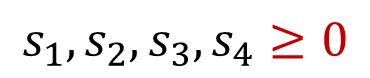 s₁, s₂, s₃, s₄ ≥ 0